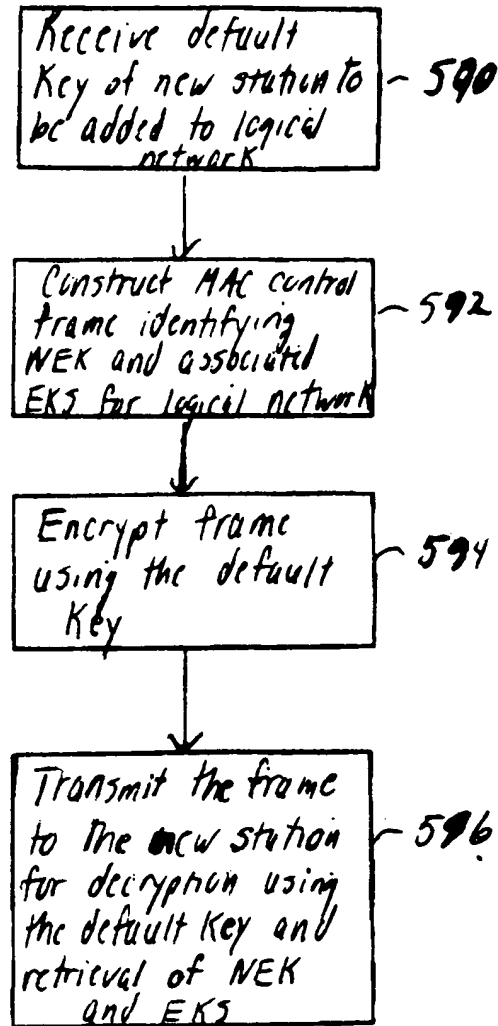 Receive default
Key of new station to
be added to logical
network
590
Construct MAC control
frame identifying
NEK and associated
EKS for logical network
592
Encrypt frame
using the default
Key
594
Transmit the frame
to the new station
for decryption using
the default Key and
retrieval of NEK
and EKS
596